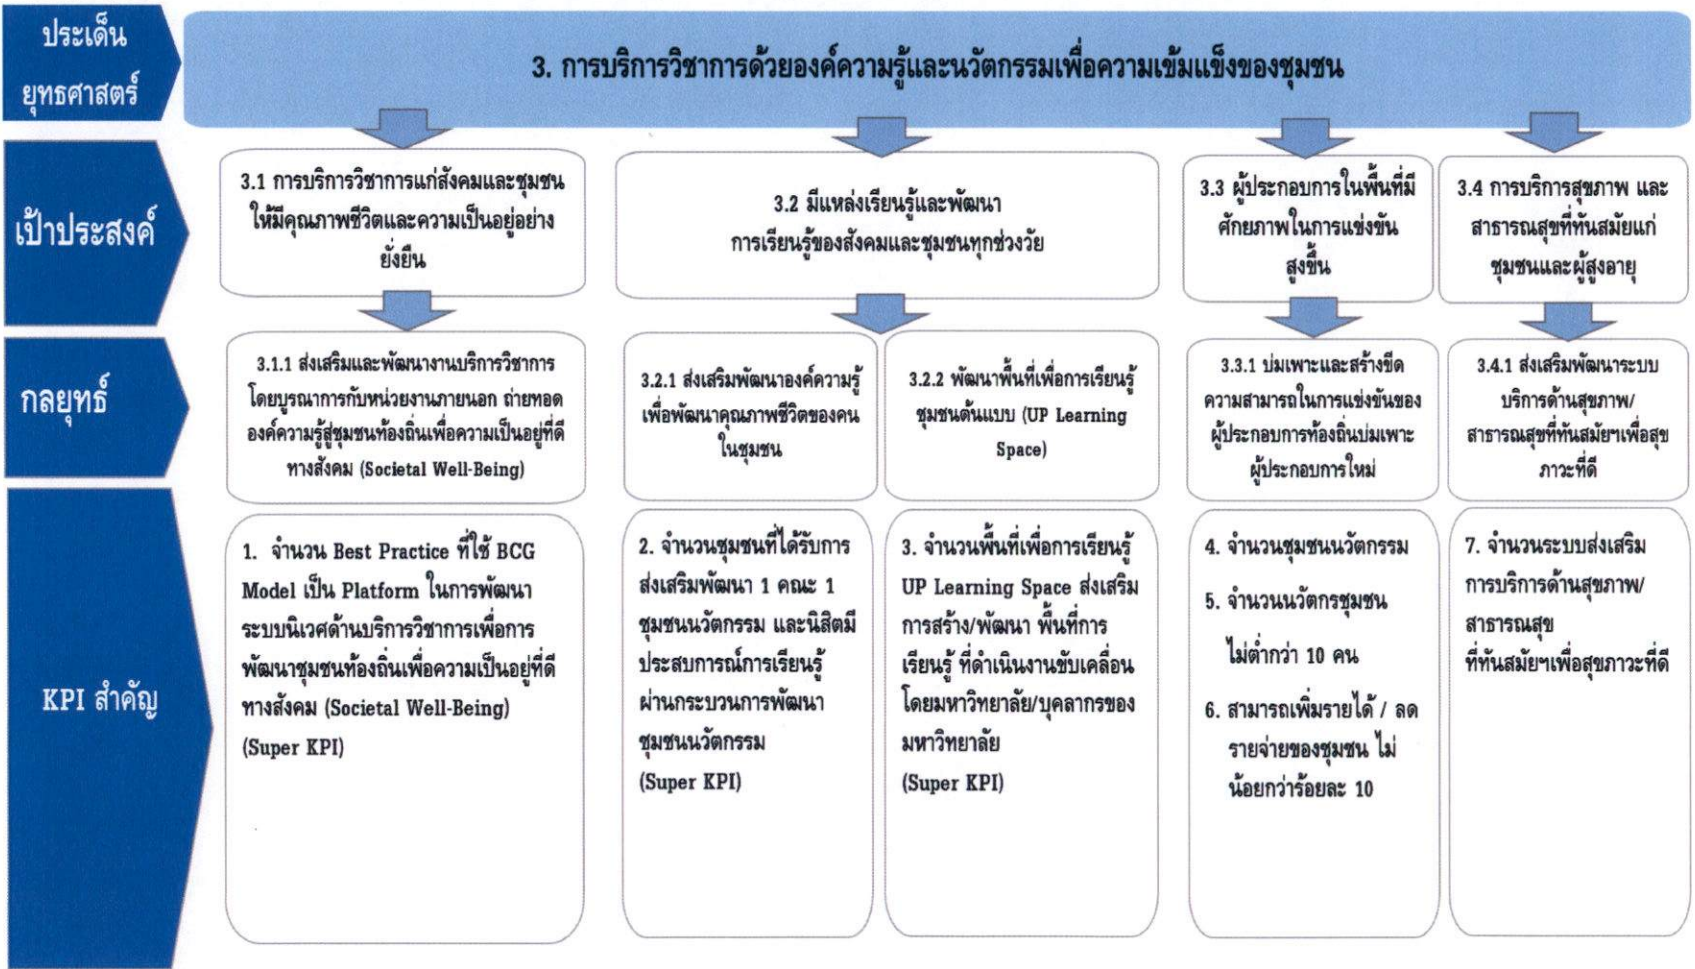 ประเด็น
ยุทธศาสตร์
3. การบริการวิชาการด้วยองค์ความรู้และนวัตกรรมเพื่อความเข้มแข็งของชุมชน
เป้าประสงค์
3.1 การบริการวิชาการแก่สังคมและชุมชน
ให้มีคุณภาพชีวิตและความเป็นอยู่อย่าง
ยั่งยืน
3.2 มีแหล่งเรียนรู้และพัฒนา
การเรียนรู้ของสังคมและชุมชนทุกช่วงวัย
3.3 ผู้ประกอบการในพื้นที่มี
ศักยภาพในการแข่งขัน
สูงขึ้น
3.4 การบริการสุขภาพ และ
สาธารณสุขที่ทันสมัยแก่
ชุมชนและผู้สูงอายุ
กลยุทธ์
3.1.1 ส่งเสริมและพัฒนางานบริการวิชาการ
โดยบูรณาการกับหน่วยงานภายนอก ถ่ายทอด
องค์ความรู้สู่ชุมชนท้องถิ่นเพื่อความเป็นอยู่ที่ดี
ทางสังคม (Societal Well-Being)
3.2.1 ส่งเสริมพัฒนาองค์ความรู้
เพื่อพัฒนาคุณภาพชีวิตของคน
ในชุมชน
3.2.2 พัฒนาพื้นที่เพื่อการเรียนรู้
ชุมชนต้นแบบ (UP Learning
Space)
3.3.1 บ่มเพาะและสร้างขีด
ความสามารถในการแข่งขันของ
ผู้ประกอบการท้องถิ่นบ่มเพาะ
ผู้ประกอบการใหม่
3.4.1 ส่งเสริมพัฒนาระบบ
บริการด้านสุขภาพ/
สาธารณสุขที่ทันสมัยฯเพื่อสุข
ภาวะที่ดี
KPI สำคัญ
1. จำนวน Best Practice ที่ใช้ BCG
Model เป็น Platform ในการพัฒนา
ระบบนิเวศด้านบริการวิชาการเพื่อการ
พัฒนาชุมชนท้องถิ่นเพื่อความเป็นอยู่ที่ดี
ทางสังคม (Societal Well-Being)
(Super KPI)
2. จำนวนชุมชนที่ได้รับการ
ส่งเสริมพัฒนา 1 คณะ 1
ชุมชนนวัตกรรม และนิสิตมี
ประสบการณ์การเรียนรู้
ผ่านกระบวนการพัฒนา
ชุมชนนวัตกรรม
(Super KPI)
3. จำนวนพื้นที่เพื่อการเรียนรู้
UP Learning Space ส่งเสริม
การสร้าง/พัฒนา พื้นที่การ
เรียนรู้ ที่ดำเนินงานขับเคลื่อน
โดยมหาวิทยาลัย/บุคลากรของ
มหาวิทยาลัย
(Super KPI)
4. จำนวนชุมชนนวัตกรรม
5. จำนวนนวัตกรชุมชน
ไม่ต่ำกว่า 10 คน
6. สามารถเพิ่มรายได้ / ลด
รายจ่ายของชุมชน ไม่
น้อยกว่าร้อยละ 10
7. จำนวนระบบส่งเสริม
การบริการด้านสุขภาพ/
สาธารณสุข
ที่ทันสมัยฯเพื่อสุขภาวะที่ดี